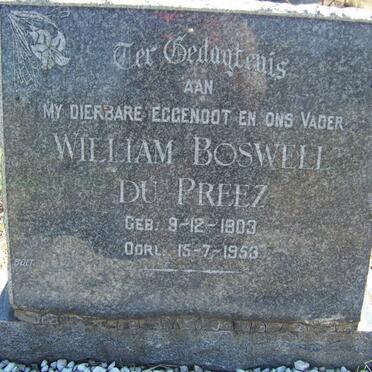 Ter Gedagtenis
AAN
MY DIERBARE EGGENOOT EN ONS VADER
WILLIAM BOSWELL
DU PREEZ
GEB: 9-12-1903
OORL: 15-7-1953